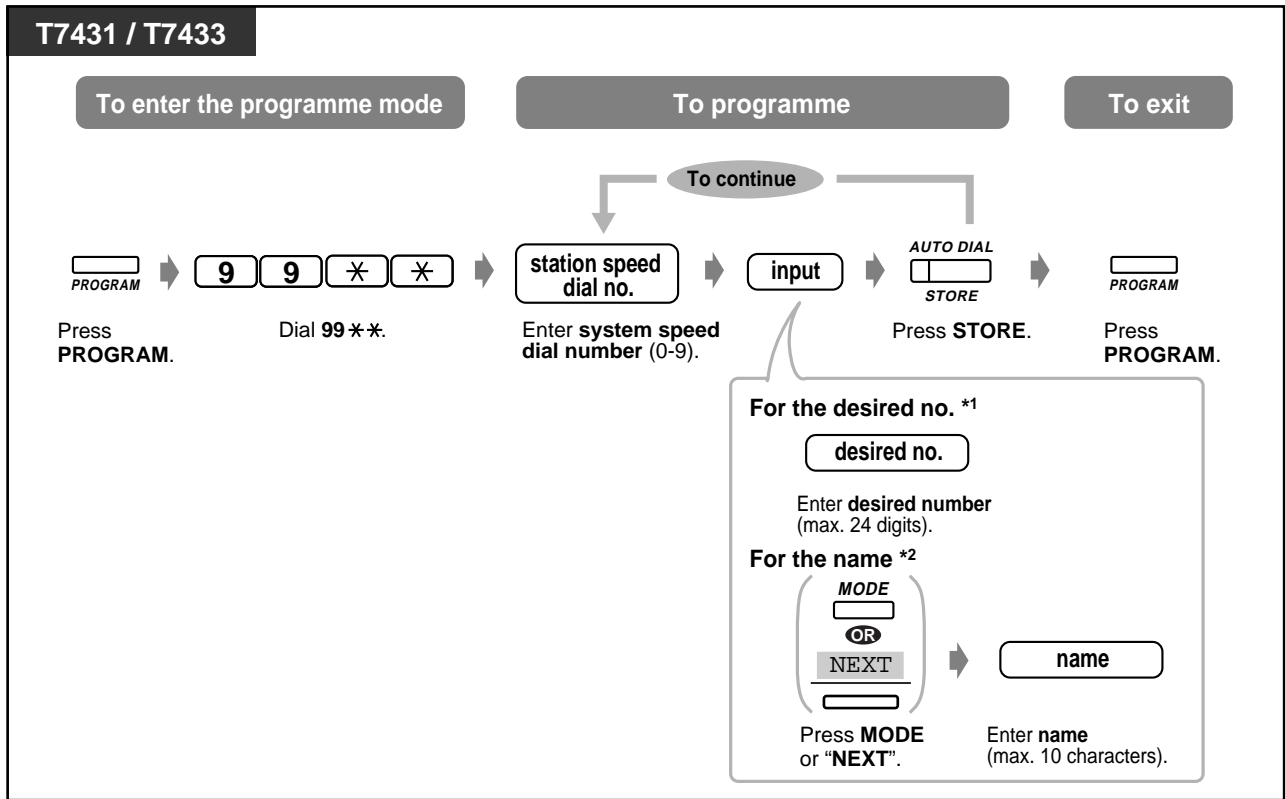 T7431 / T7433
To enter the programme mode
To programme
To exit
To continue
PROGRAM
9 9 * *
station speed
dial no.
input
AUTO DIAL
STORE
PROGRAM
Press
PROGRAM.
Dial 99**.
Enter system speed
dial number (0-9).
Press STORE.
Press
PROGRAM.
For the desired no. *1
desired no.
Enter desired number
(max. 24 digits).
For the name *2
MODE
OR
NEXT
name
Press MODE
or “NEXT”.
Enter name
(max. 10 characters).